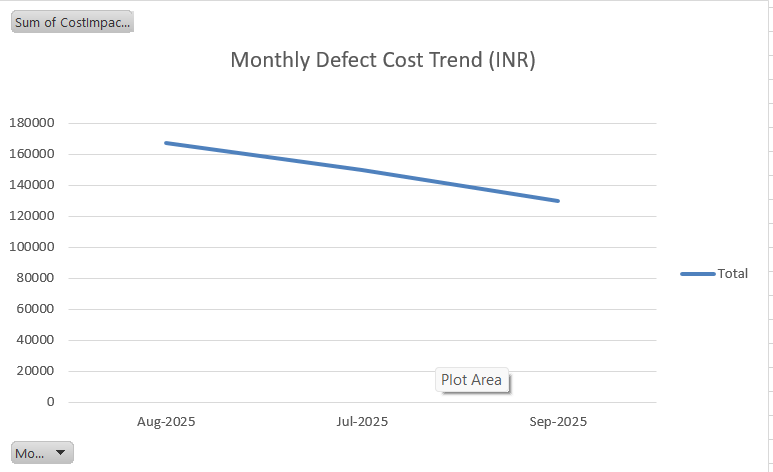 Sum of CostImpac...
Monthly Defect Cost Trend (INR)
180000
160000
140000
120000
100000
80000
60000
40000
20000
0
Total
Plot Area
Aug-2025 Jul-2025 Sep-2025
Mo...